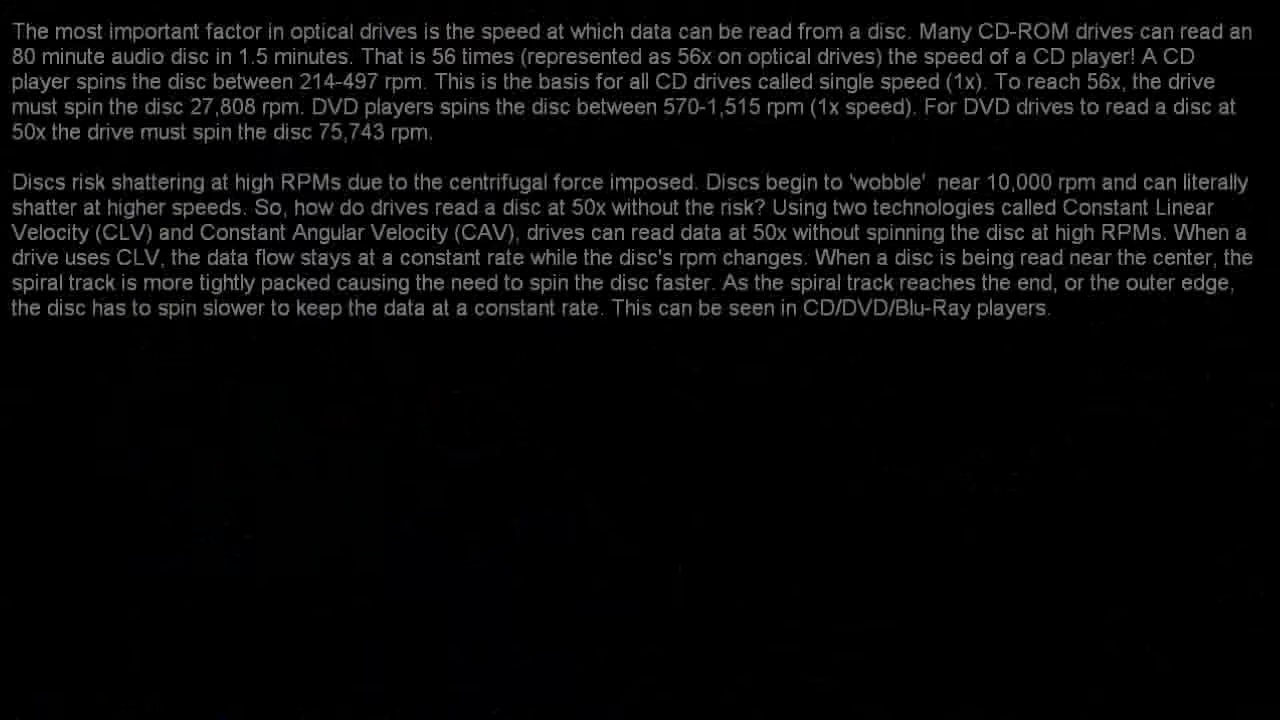 The most important factor in optical drives is the speed at which data can be read from a disc. Many CD-ROM drives can read an
80 minute audio disc in 1.5 minutes. That is 56 times (represented as 56x on optical drives) the speed of a CD player! A CD
player spins the disc between 214-497 rpm. This is the basis for all CD drives called single speed (1x). To reach 56x, the drive
must spin the disc 27,808 rpm. DVD players spins the disc between 570-1,515 rpm (1x speed). For DVD drives to read a disc at
50x the drive must spin the disc 75,743 rpm.
Discs risk shattering at high RPMs due to the centrifugal force imposed. Discs begin to 'wobble' near 10,000 rpm and can literally
shatter at higher speeds. So, how do drives read a disc at 50x without the risk? Using two technologies called Constant Linear
Velocity (CLV) and Constant Angular Velocity (CAV), drives can read data at 50x without spinning the disc at high RPMs. When a
drive uses CLV, the data flow stays at a constant rate while the disc's rpm changes. When a disc is being read near the center, the
spiral track is more tightly packed causing the need to spin the disc faster. As the spiral track reaches the end, or the outer edge,
the disc has to spin slower to keep the data at a constant rate. This can be seen in CD/DVD/Blu-Ray players.